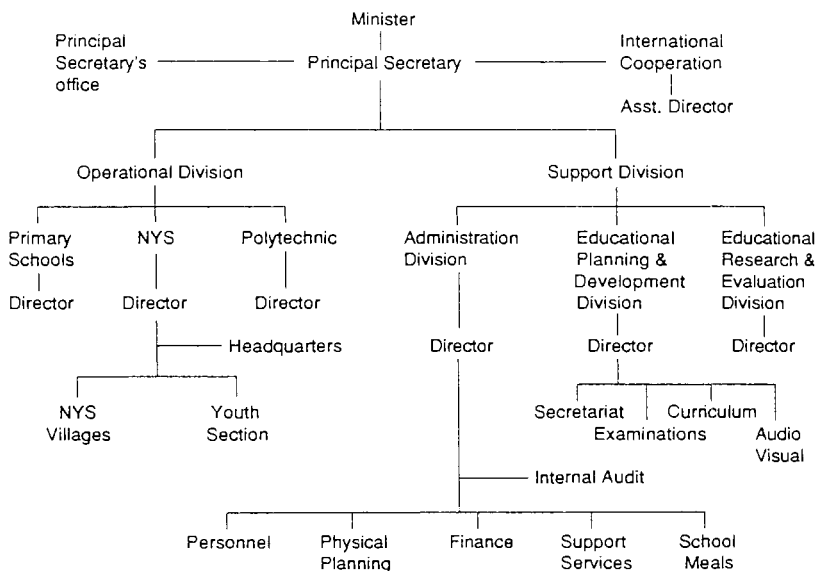 Minister
Principal
Secretary's
office
Principal Secretary
International
Cooperation
Asst. Director
Operational Division
Support Division
Primary
Schools
NYS
Polytechnic
Administration
Division
Educational
Planning &
Development
Division
Educational
Research &
Evaluation
Division
Director
Director
Director
Director
Director
Director
Headquarters
NYS
Villages
Youth
Section
Secretariat
Examinations
Curriculum
Audio
Visual
Internal Audit
Personnel
Physical
Planning
Finance
Support
Services
School
Meals